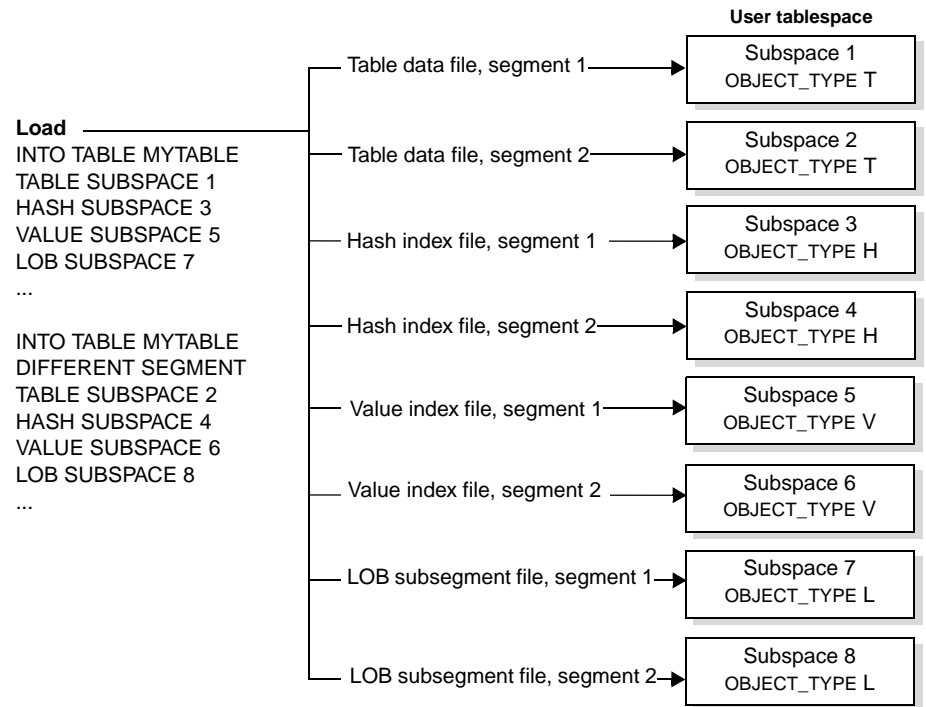 User tablespace
Load
INTO TABLE MYTABLE
TABLE SUBSPACE 1
HASH SUBSPACE 3
VALUE SUBSPACE 5
LOB SUBSPACE 7
...
INTO TABLE MYTABLE
DIFFERENT SEGMENT
TABLE SUBSPACE 2
HASH SUBSPACE 4
VALUE SUBSPACE 6
LOB SUBSPACE 8
...
Table data file, segment 1
Subspace 1
OBJECT_TYPE T
Table data file, segment 2
Subspace 2
OBJECT_TYPE T
Hash index file, segment 1
Subspace 3
OBJECT_TYPE H
Hash index file, segment 2
Subspace 4
OBJECT_TYPE H
Value index file, segment 1
Subspace 5
OBJECT_TYPE V
Value index file, segment 2
Subspace 6
OBJECT_TYPE V
LOB subsegment file, segment 1
Subspace 7
OBJECT_TYPE L
LOB subsegment file, segment 2
Subspace 8
OBJECT_TYPE L